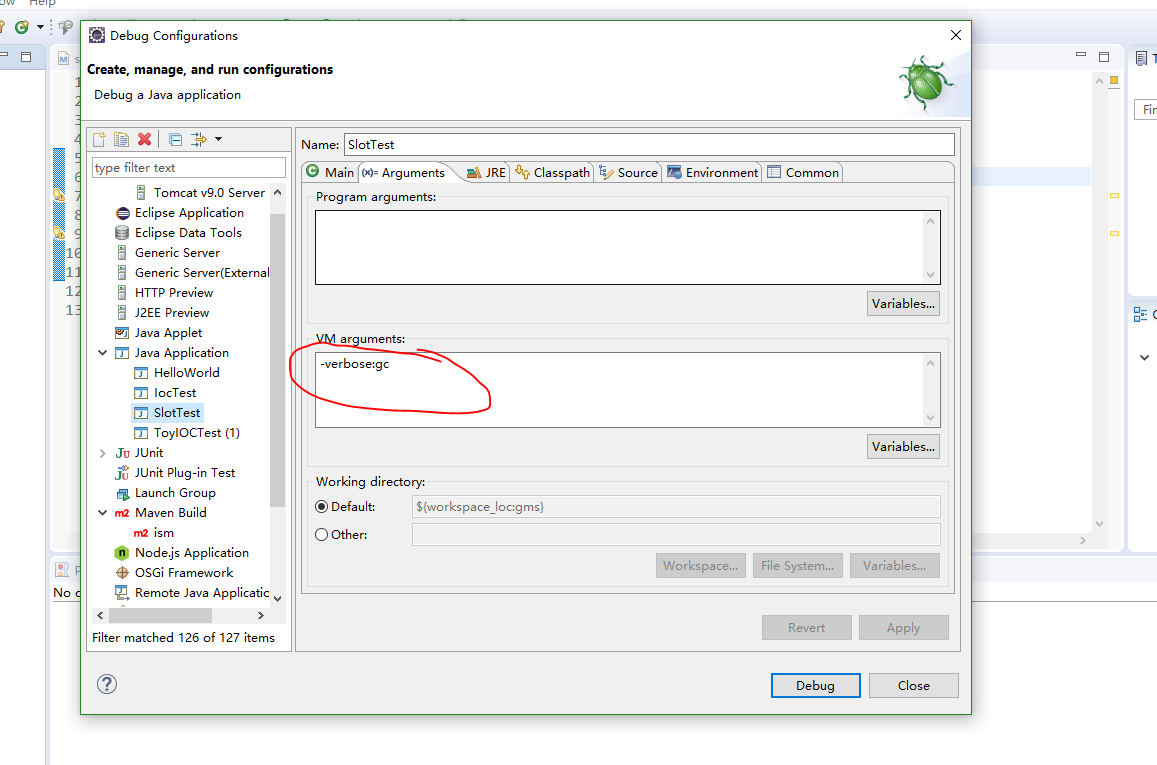 Help
Debug Configurations
Create, manage, and run configurations
Debug a Java application
type filter text
Tomcat v9.0 Server
Eclipse Application
Eclipse Data Tools
Generic Server
Generic Server(External
HTTP Preview
J2EE Preview
Java Applet
Java Application
HelloWorld
IocTest
SlotTest
ToyIOCTest (1)
JUnit
JUnit Plug-in Test
Launch Group
Maven Build
ism
Node.js Application
OSGi Framework
Remote Java Applicatio
Filter matched 126 of 127 items
Name: SlotTest
Main (x)= Arguments JRE Classpath Source Environment Common
Program arguments:
Variables...
VM arguments:
-verbose:gc
Variables...
Working directory:
Default: ${workspace_loc:gms}
Other:
Workspace... File System... Variables...
Revert Apply
Debug Close
10
11
12
13